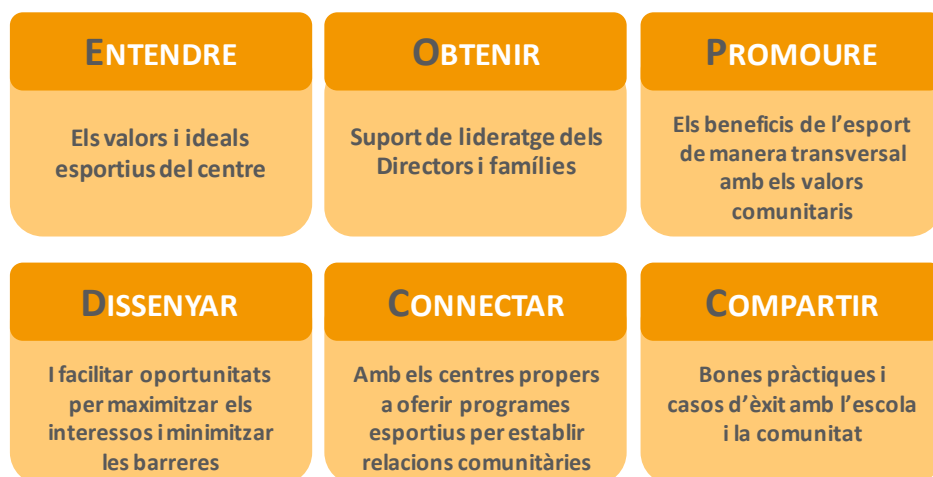 ENTENDRE
Els valors i ideals
esportius del centre
OBTENIR
Suport de lideratge dels
Directors i famílies
PROMOURE
Els beneficis de l'esport
de manera transversal
amb els valors
comunitaris
DISSENYAR
I facilitar oportunitats
per maximitzar els
interessos i minimitzar
les barreres
CONNECTAR
Amb els centres propers
a oferir programes
esportius per establir
relacions comunitàries
COMPARTIR
Bones pràctiques i
casos d'èxit amb l'escola
i la comunitat